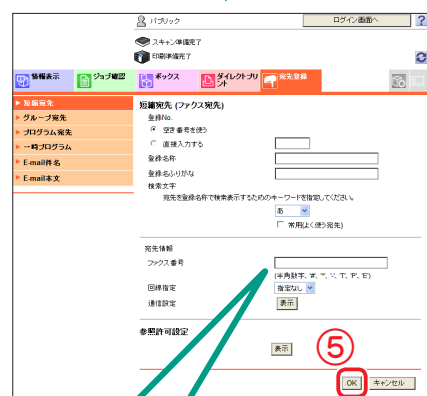 パブリック
ログイン画面へ
?
スキャン準備完了
印刷準備完了
情報表示
ジョブ確認
ボックス
ダイレクトプリント
宛先登録
短縮宛先
グループ宛先
プログラム宛先
一時プログラム
E-mail件名
E-mail本文
短縮宛先 (ファクス宛先)
登録No.
空き番号を使う
直接入力する
登録名称
登録名ふりがな
検索文字
宛先を登録名称で検索表示するためのキーワードを指定してください。
あ
常用(よく使う宛先)
宛先情報
ファクス番号
回線指定
指定なし
通信設定
表示
参照許可設定
表示
⑤
OK
キャンセル